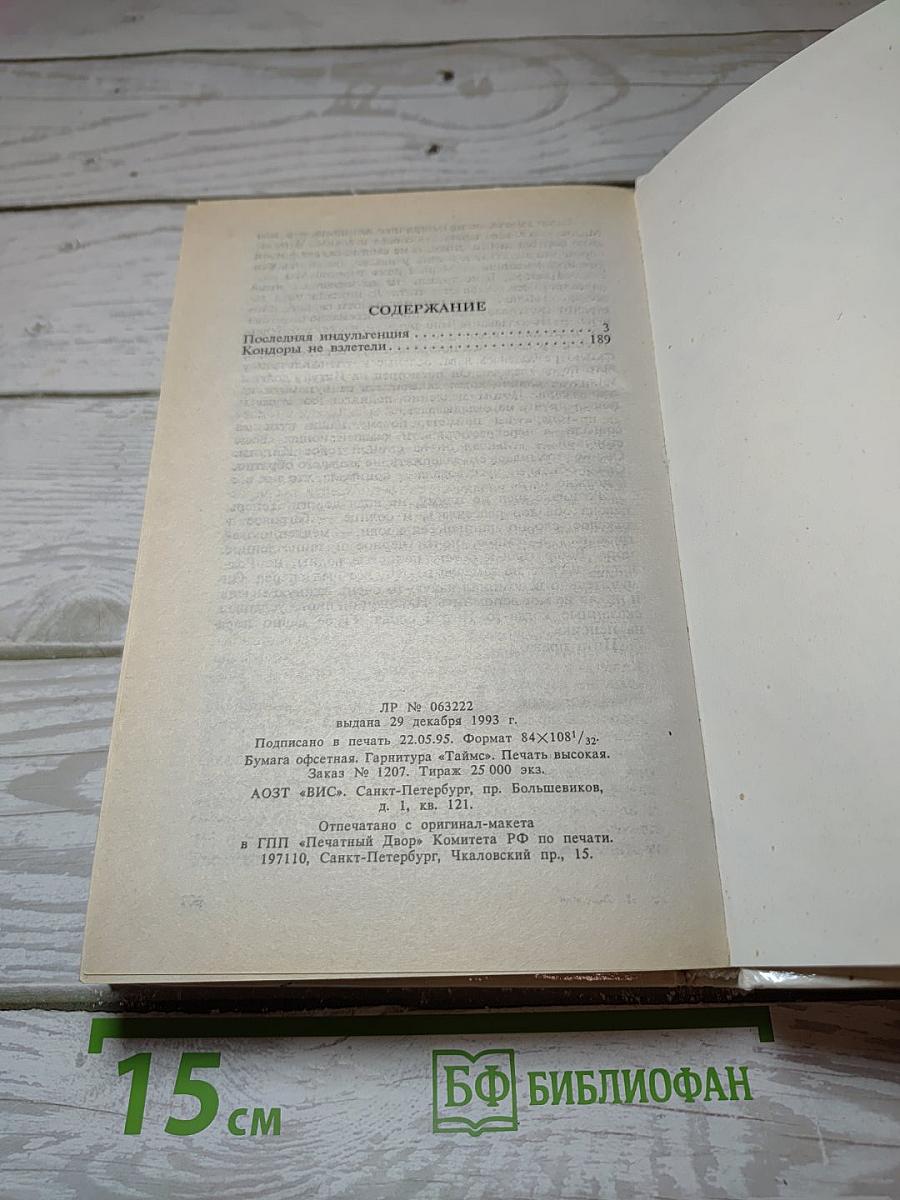 СОДЕРЖАНИЕ
Последняя индульгенция . . . . . . . . . . . . . . . . . . . . . 3
Кондоры не взлетели. . . . . . . . . . . . . . . . . . . . . . . 189
ЛР № 063222
выдана 29 декабря 1993 г.
Подписано в печать 22.05.95. Формат 84×108¹/₃₂.
Бумага офсетная. Гарнитура «Таймс». Печать высокая.
Заказ № 1207. Тираж 25 000 экз.
АОЗТ «ВИС». Санкт-Петербург, пр. Большевиков,
д. 1, кв. 121.
Отпечатано с оригинал-макета
в ГПП «Печатный Двор» Комитета РФ по печати.
197110, Санкт-Петербург, Чкаловский пр., 15.
15 см
БФ БИБЛИОФАН